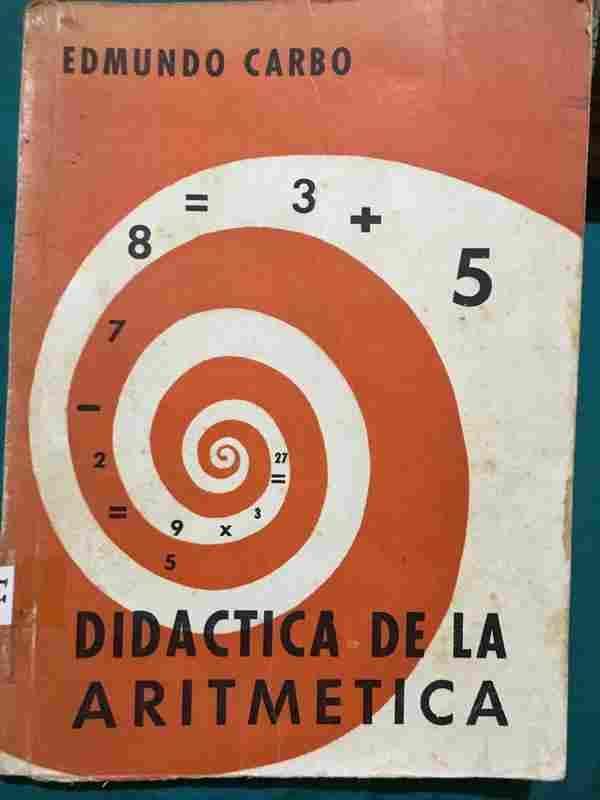 EDMUNDO CARBO
8 = 3 + 5
7 - 2 = 5
9 x 3 = 27
DIDACTICA DE LA
ARITMETICA